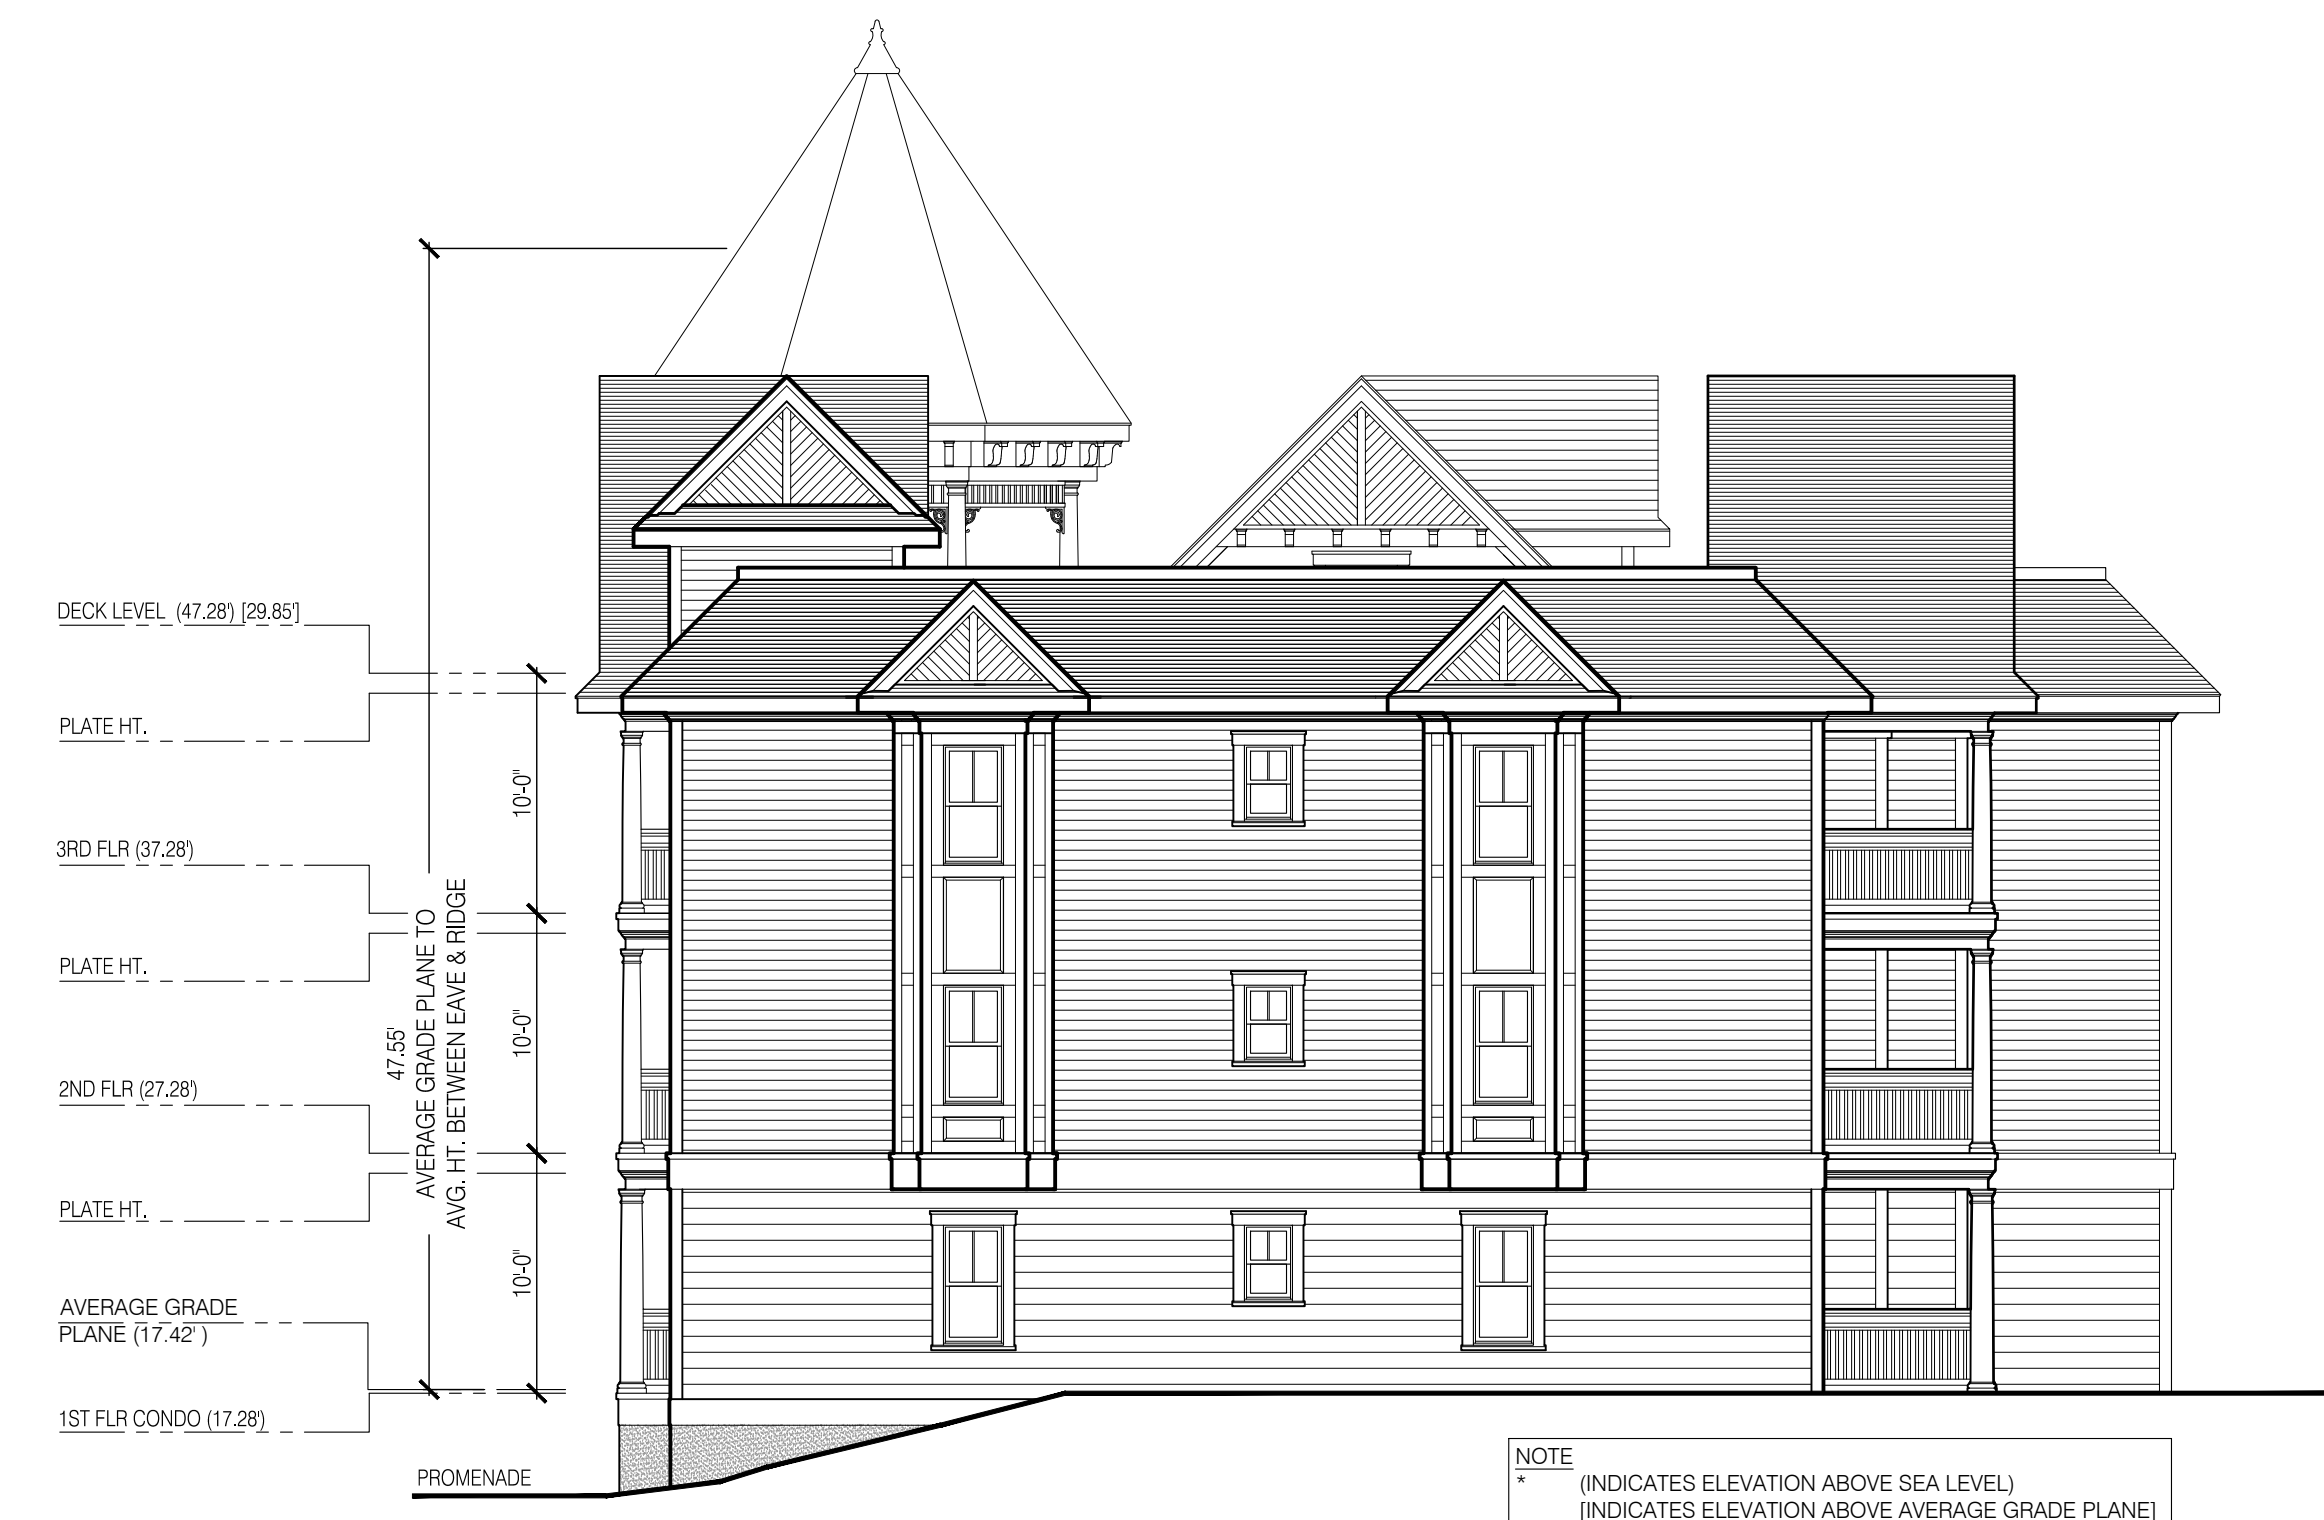 DECK LEVEL (47.28') [29.85']
PLATE HT.
10'-0"
3RD FLR (37.28')
PLATE HT.
10'-0"
47.55'
AVERAGE GRADE PLANE TO
AVG. HT. BETWEEN EAVE & RIDGE
2ND FLR (27.28')
PLATE HT.
10'-0"
AVERAGE GRADE
PLANE (17.42' )
1ST FLR CONDO (17.28')
PROMENADE
NOTE
* (INDICATES ELEVATION ABOVE SEA LEVEL)
[INDICATES ELEVATION ABOVE AVERAGE GRADE PLANE]